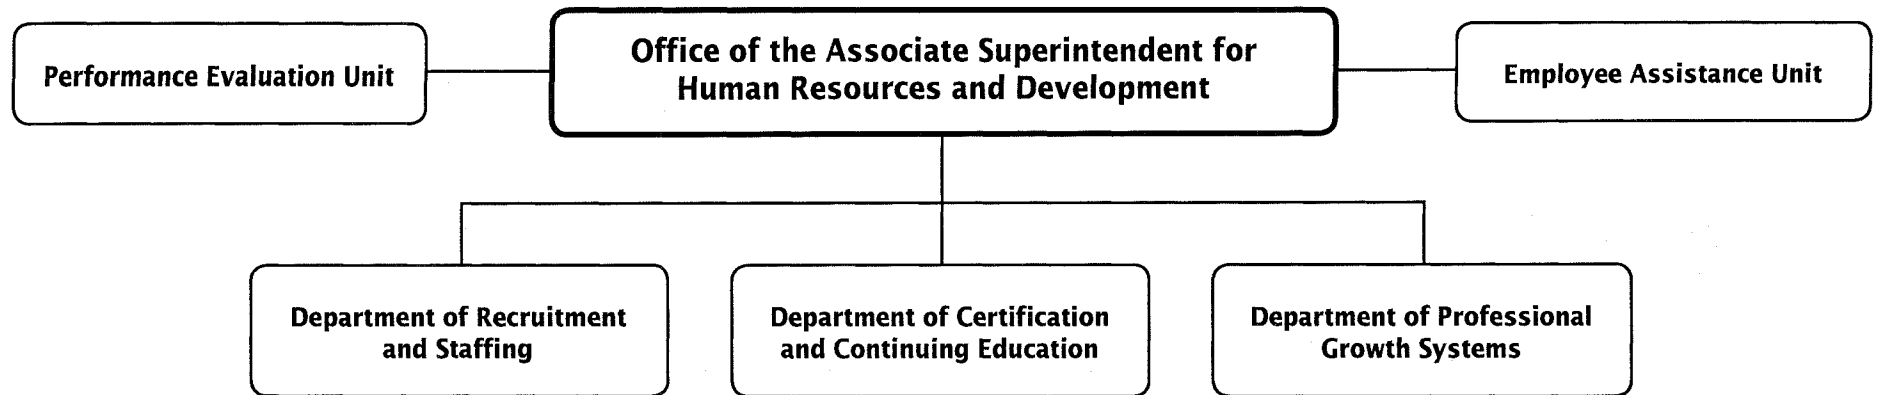 Office of the Associate Superintendent for
Human Resources and Development
Performance Evaluation Unit
Employee Assistance Unit
Department of Recruitment
and Staffing
Department of Certification
and Continuing Education
Department of Professional
Growth Systems